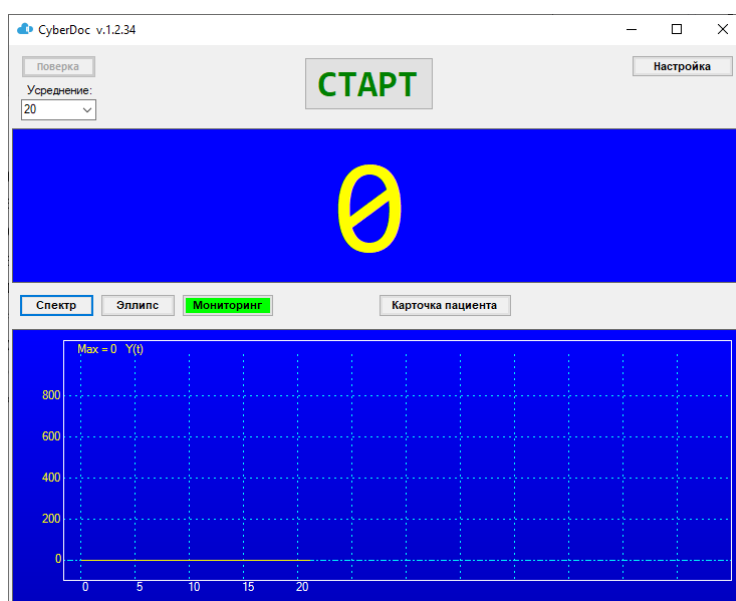 CyberDoc v.1.2.34
Поверка
СТАРТ
Настройка
Усреднение:
20
0
Спектр
Эллипс
Мониторинг
Карточка пациента
Max = 0 Y(t)
800
600
400
200
0
0 5 10 15 20